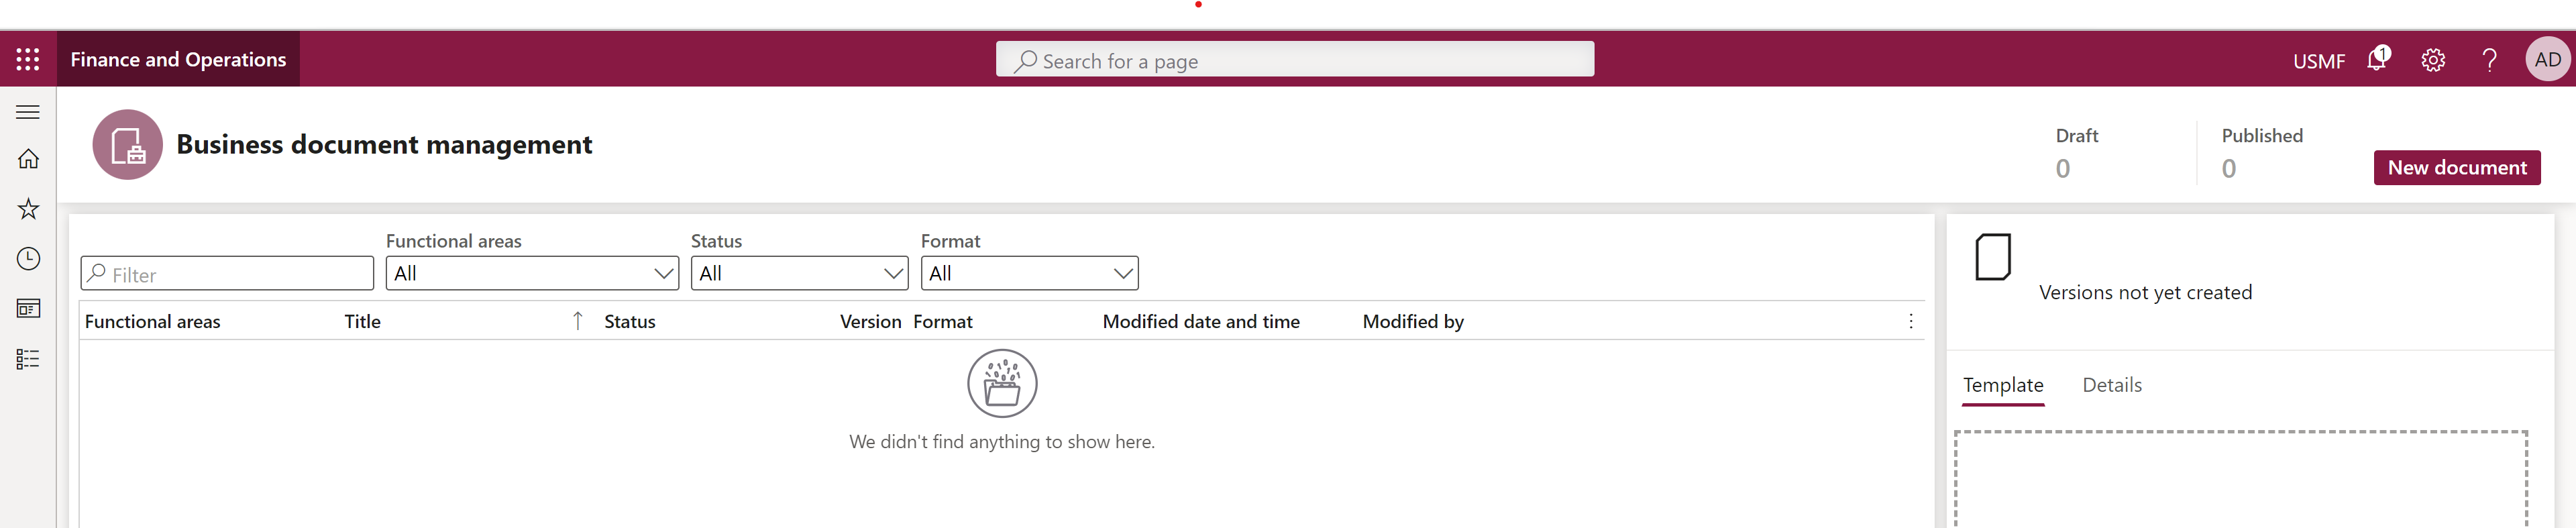 Finance and Operations
Search for a page
USMF
1
AD
Business document management
Draft
0
Published
0
New document
Functional areas
Status
Format
Filter
All
All
All
Functional areas
Title
Status
Version
Format
Modified date and time
Modified by
We didn't find anything to show here.
Versions not yet created
Template
Details